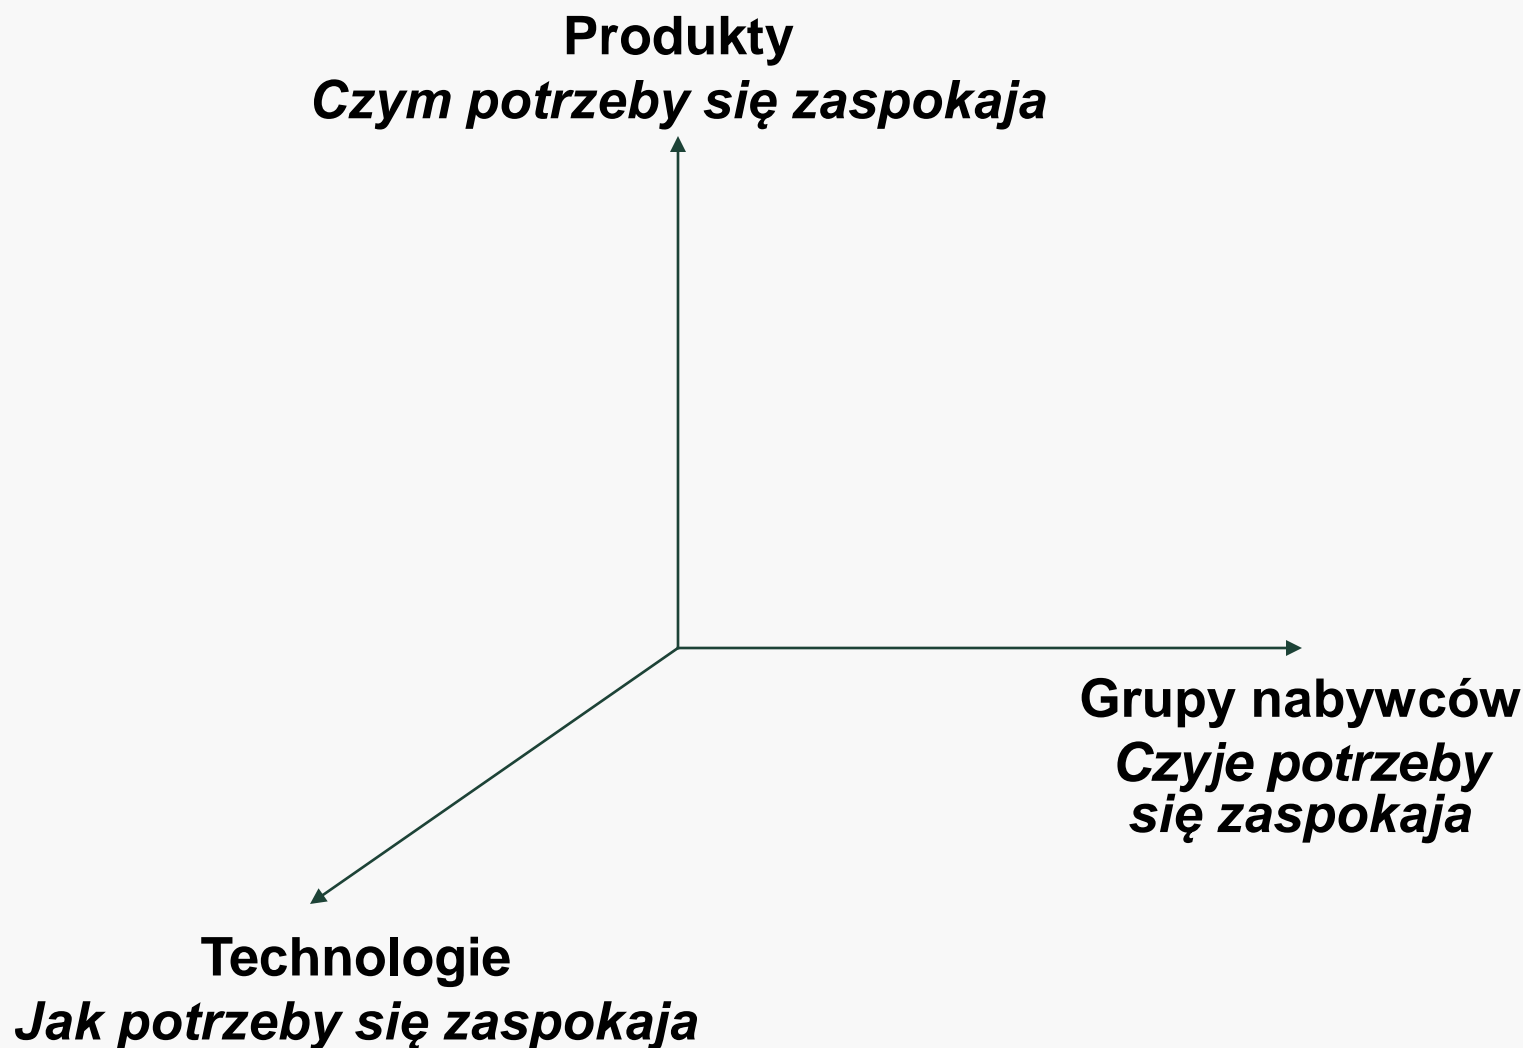 Produkty
Czym potrzeby się zaspokaja
Grupy nabywców
Czyje potrzeby
się zaspokaja
Technologie
Jak potrzeby się zaspokaja